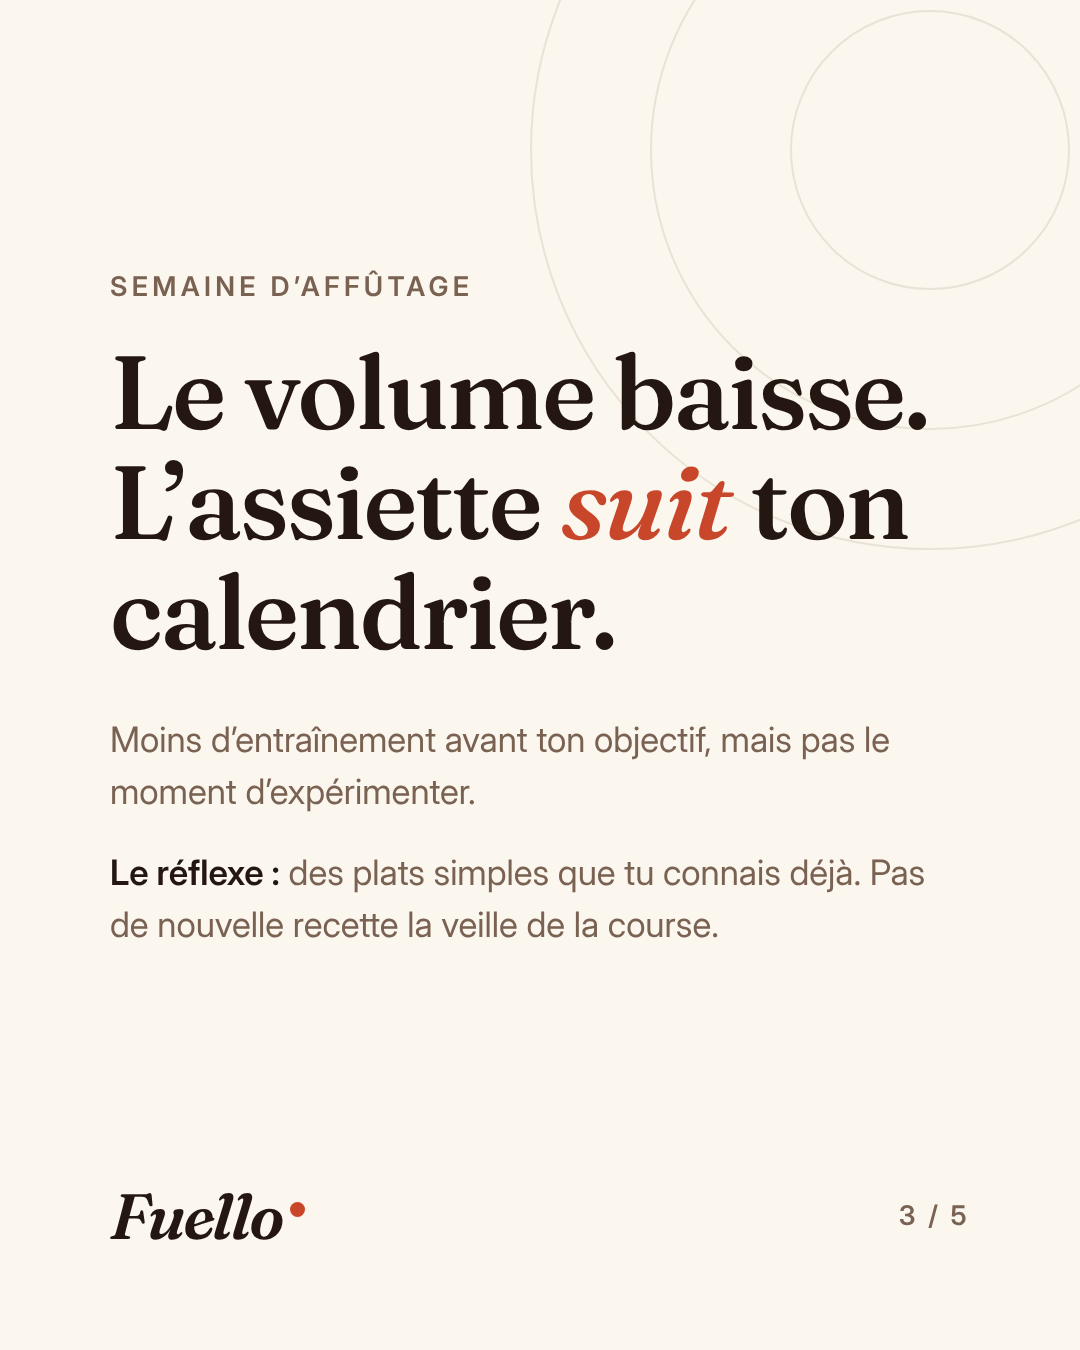 SEMAINE D’AFFÛTAGE
Le volume baisse.
L’assiette suit ton
calendrier.
Moins d’entraînement avant ton objectif, mais pas le
moment d’expérimenter.
Le réflexe : des plats simples que tu connais déjà. Pas
de nouvelle recette la veille de la course.
Fuello
3 / 5